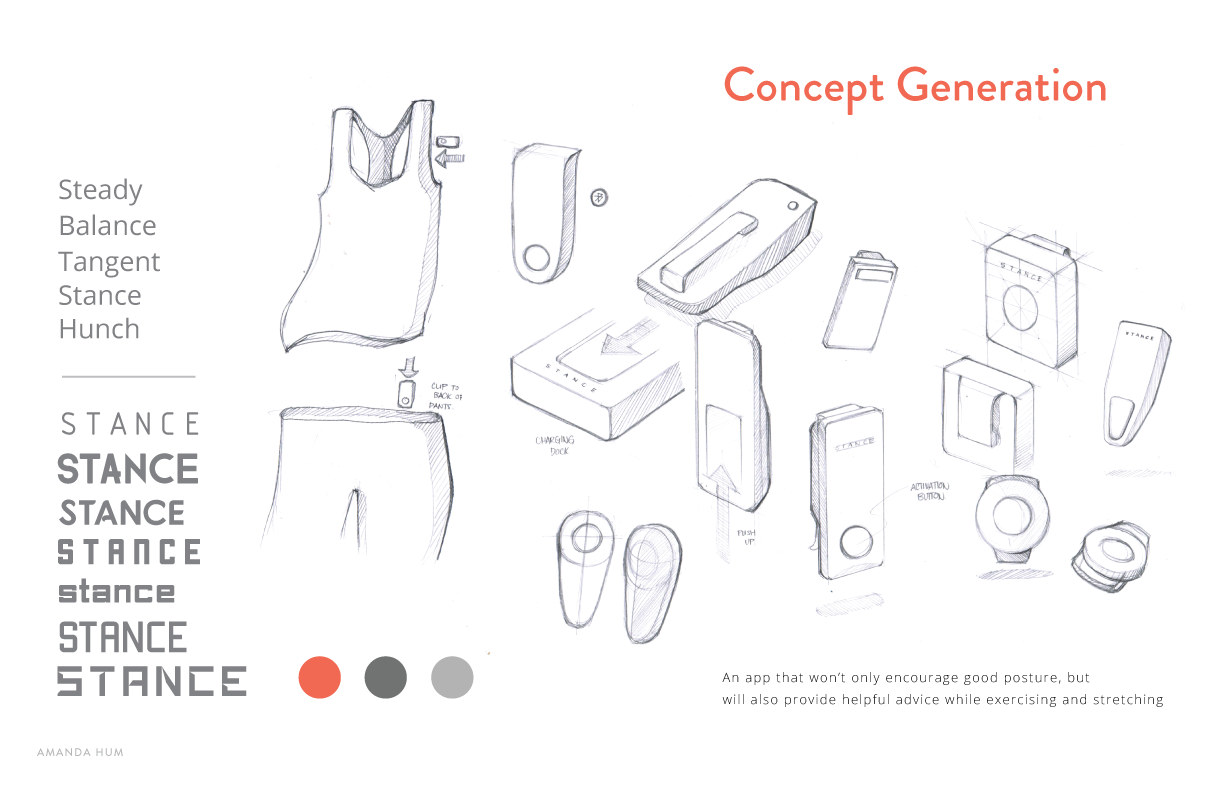 Concept Generation
Steady
Balance
Tangent
Stance
Hunch
STANCE
STANCE
STANCE
STANCE
stance
STANCE
STANCE
CLIP TO
BACK OF
PANTS.
STANCE
CHARGING
DOCK
PUSH
UP
STANCE
ACTIVATION
BUTTON
STANCE
STANCE
An app that won't only encourage good posture, but
will also provide helpful advice while exercising and stretching
AMANDA HUM